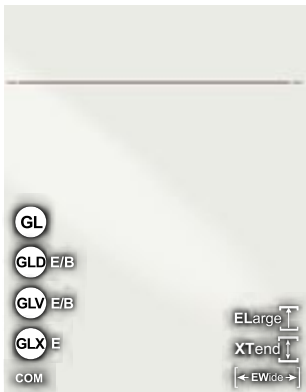 GL
GLD E/B
GLV E/B
GLX E
COM
ELarge
XTend
EWide